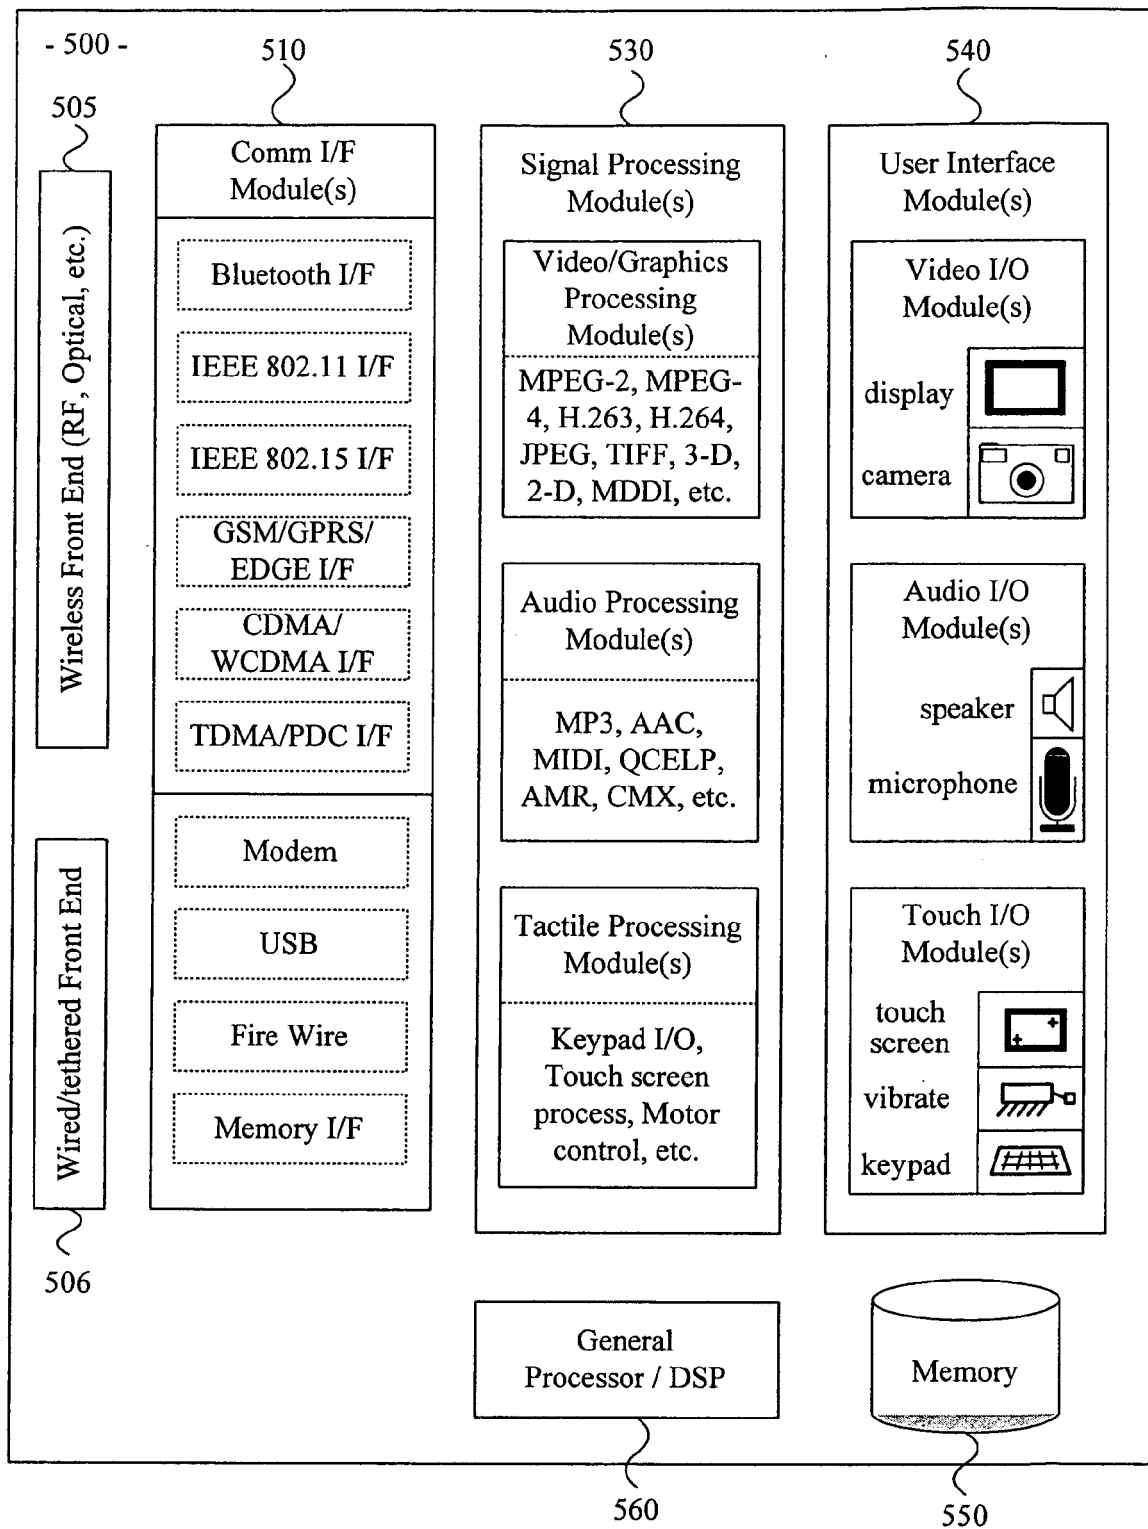 - 500 -
510
530
540
505
Wireless Front End (RF, Optical, etc.)
Wired/tethered Front End
506
Comm I/F
Module(s)
Bluetooth I/F
IEEE 802.11 I/F
IEEE 802.15 I/F
GSM/GPRS/
EDGE I/F
CDMA/
WCDMA I/F
TDMA/PDC I/F
Modem
USB
Fire Wire
Memory I/F
Signal Processing
Module(s)
Video/Graphics
Processing
Module(s)
MPEG-2, MPEG-
4, H.263, H.264,
JPEG, TIFF, 3-D,
2-D, MDDI, etc.
Audio Processing
Module(s)
MP3, AAC,
MIDI, QCELP,
AMR, CMX, etc.
Tactile Processing
Module(s)
Keypad I/O,
Touch screen
process, Motor
control, etc.
User Interface
Module(s)
Video I/O
Module(s)
display
camera
Audio I/O
Module(s)
speaker
microphone
Touch I/O
Module(s)
touch
screen
vibrate
keypad
General
Processor / DSP
Memory
560
550